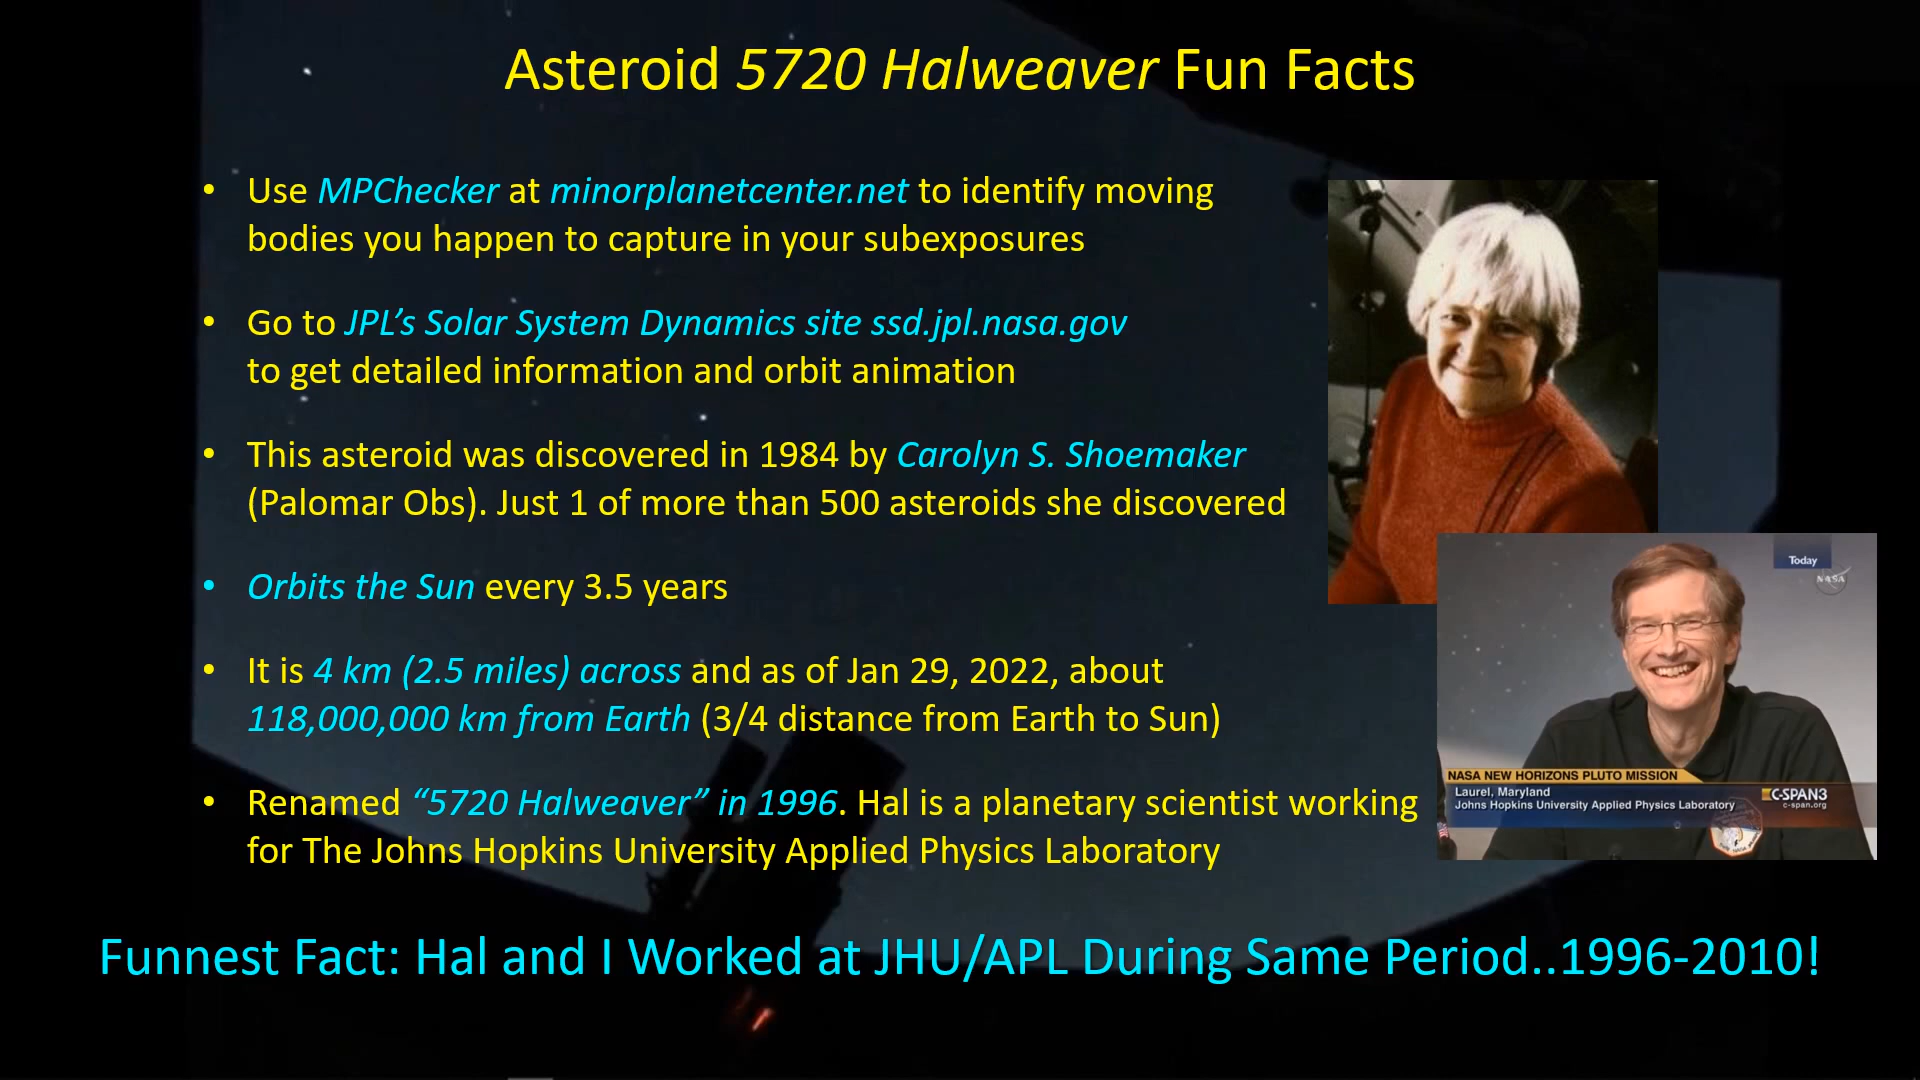 Asteroid 5720 Halweaver Fun Facts
• Use MPChecker at minorplanetcenter.net to identify moving
bodies you happen to capture in your subexposures
• Go to JPL’s Solar System Dynamics site ssd.jpl.nasa.gov
to get detailed information and orbit animation
• This asteroid was discovered in 1984 by Carolyn S. Shoemaker
(Palomar Obs). Just 1 of more than 500 asteroids she discovered
• Orbits the Sun every 3.5 years
• It is 4 km (2.5 miles) across and as of Jan 29, 2022, about
118,000,000 km from Earth (3/4 distance from Earth to Sun)
• Renamed “5720 Halweaver” in 1996. Hal is a planetary scientist working
for The Johns Hopkins University Applied Physics Laboratory
Today
NASA
NASA NEW HORIZONS PLUTO MISSION
Laurel, Maryland
Johns Hopkins University Applied Physics Laboratory
C-SPAN3
c-span.org
Funnest Fact: Hal and I Worked at JHU/APL During Same Period..1996-2010!